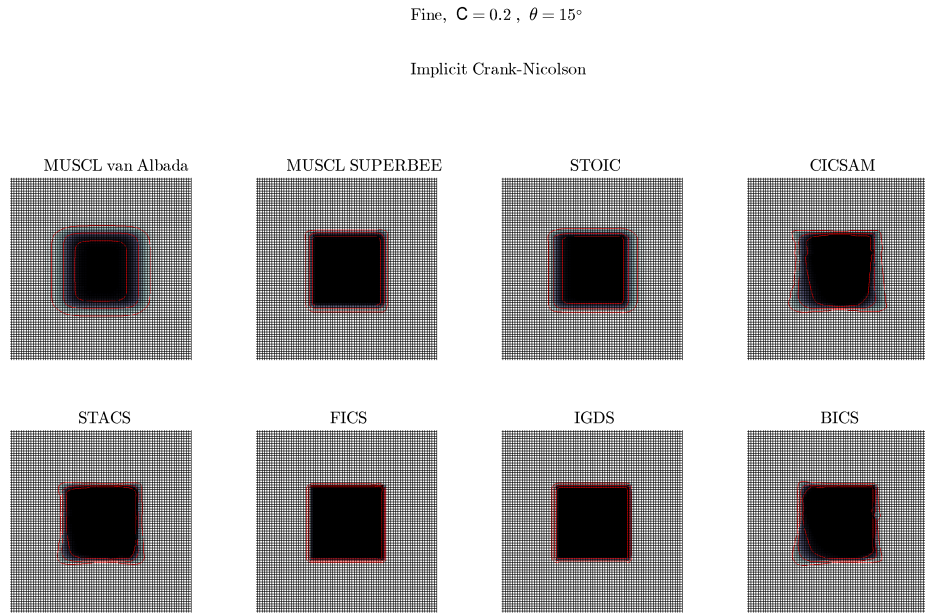 Fine, C = 0.2 , θ = 15°
Implicit Crank-Nicolson
MUSCL van Albada
MUSCL SUPERBEE
STOIC
CICSAM
STACS
FICS
IGDS
BICS